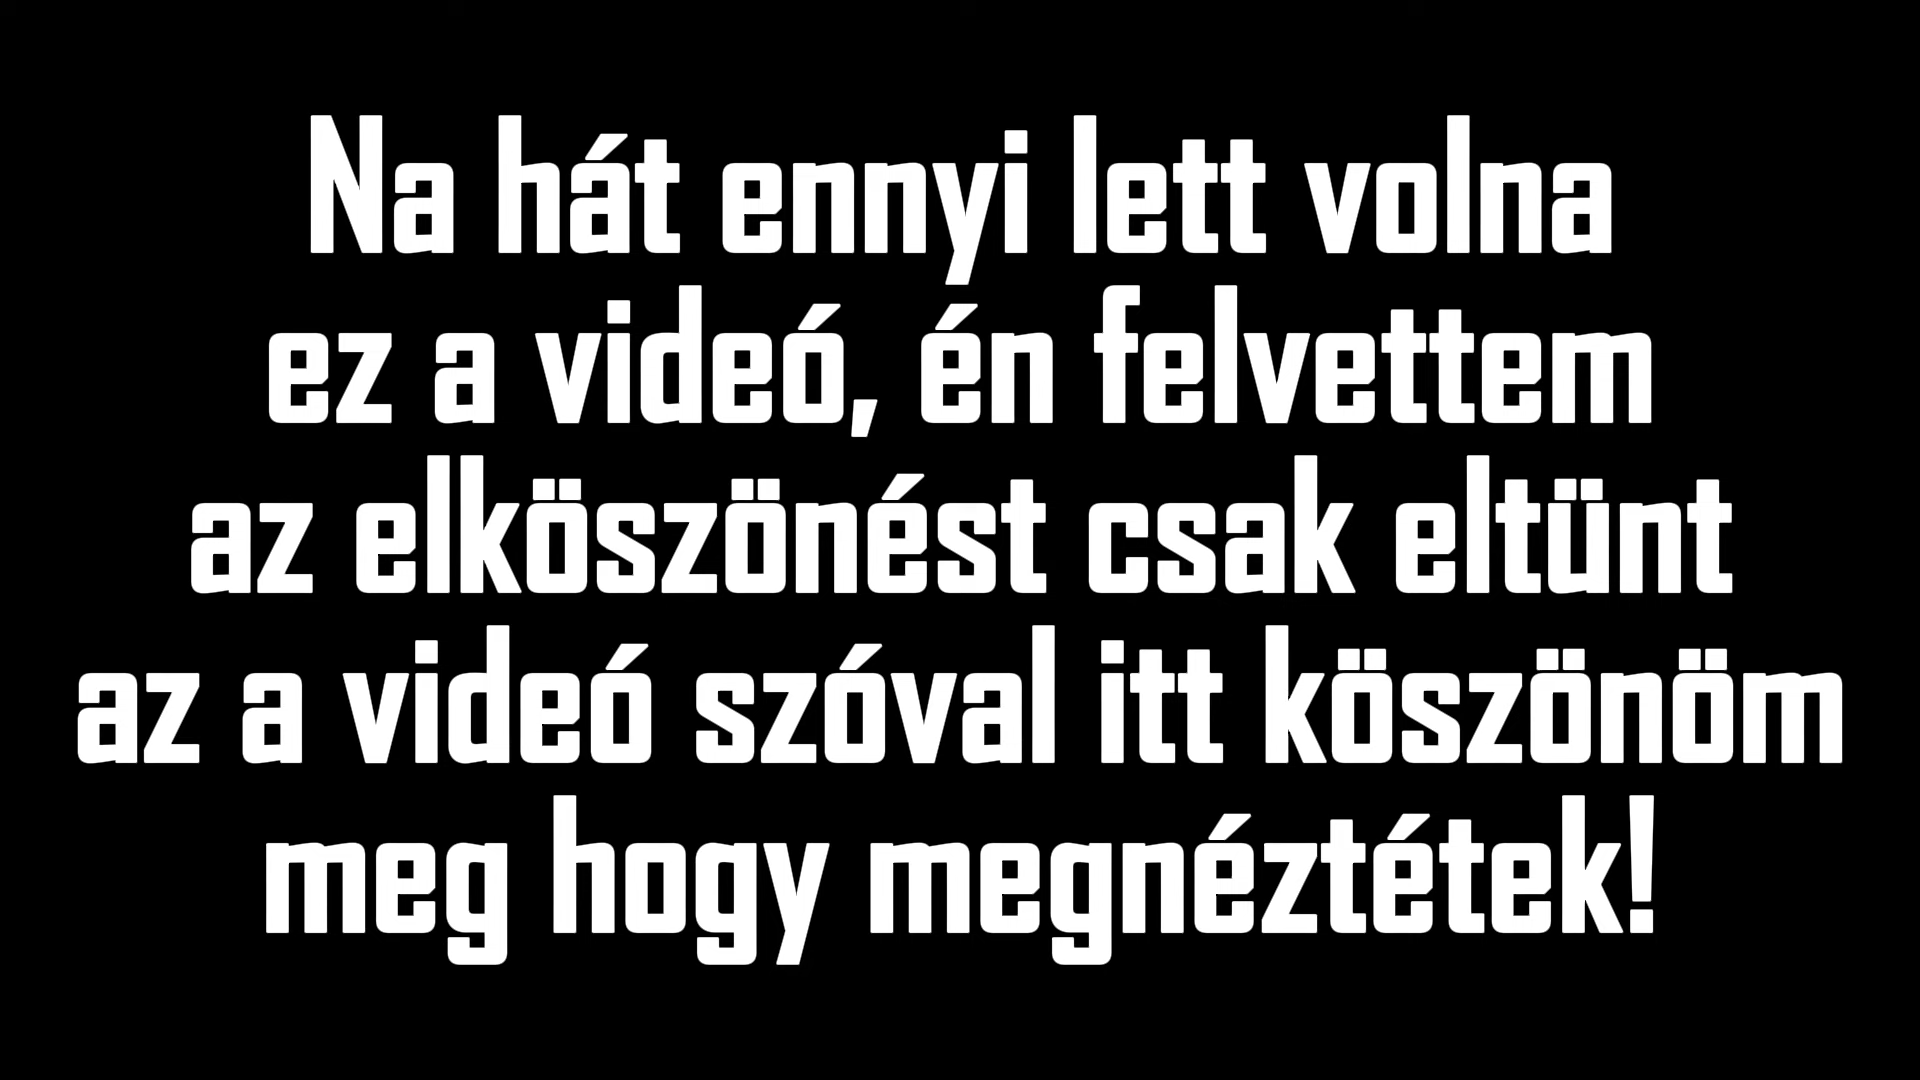 Na hát ennyi lett volna
ez a videó, én felvettem
az elköszönést csak eltünt
az a videó szóval itt köszönöm
meg hogy megnéztétek!